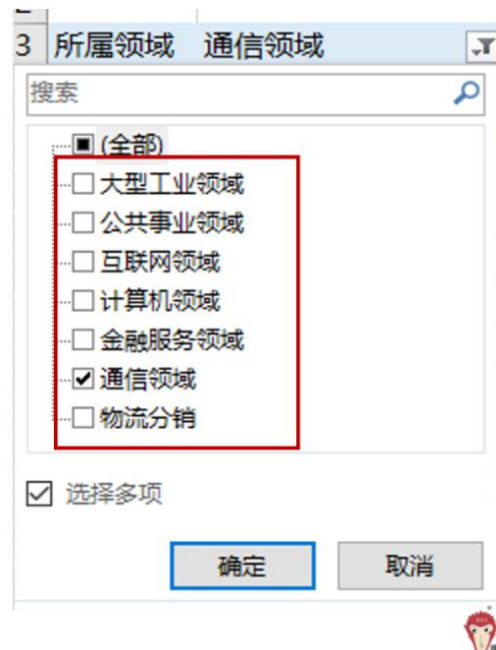 3 所属领域 通信领域
搜索
(全部)
大型工业领域
公共事业领域
互联网领域
计算机领域
金融服务领域
通信领域
物流分销
选择多项
确定 取消